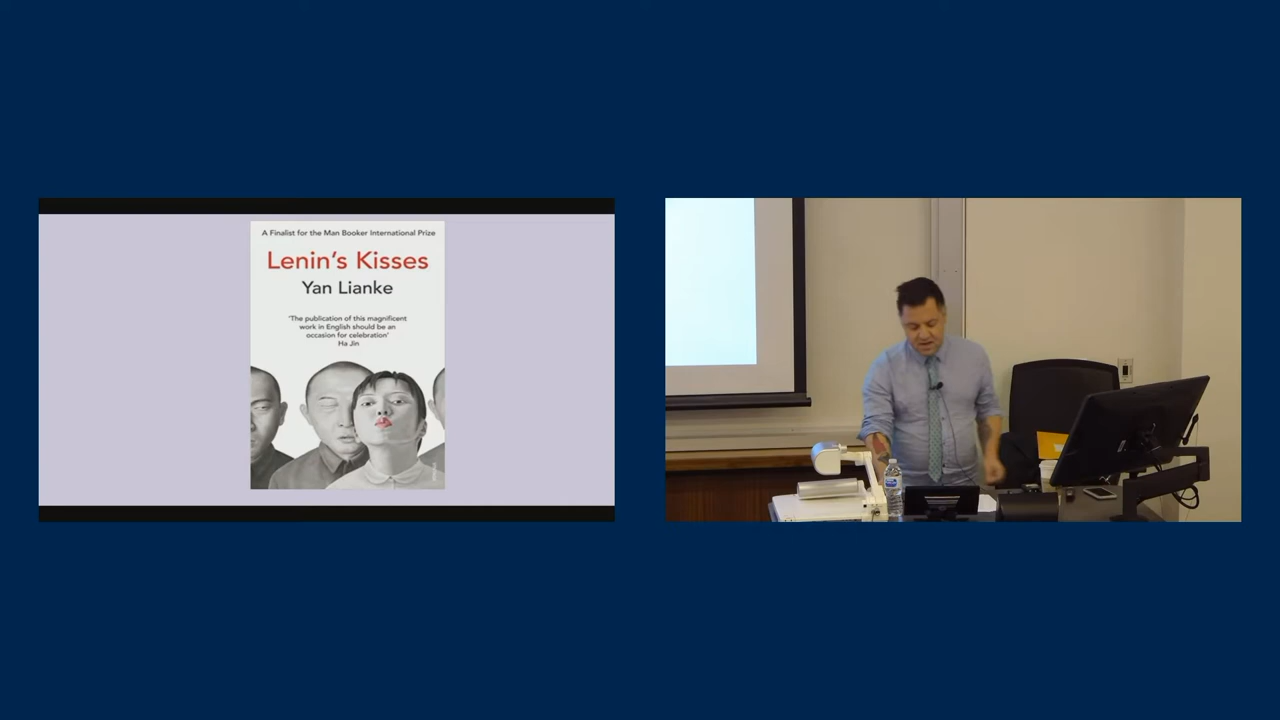 A Finalist for the Man Booker International Prize
Lenin's Kisses
Yan Lianke
'The publication of this magnificent
work in English should be an
occasion for celebration'
Ha Jin